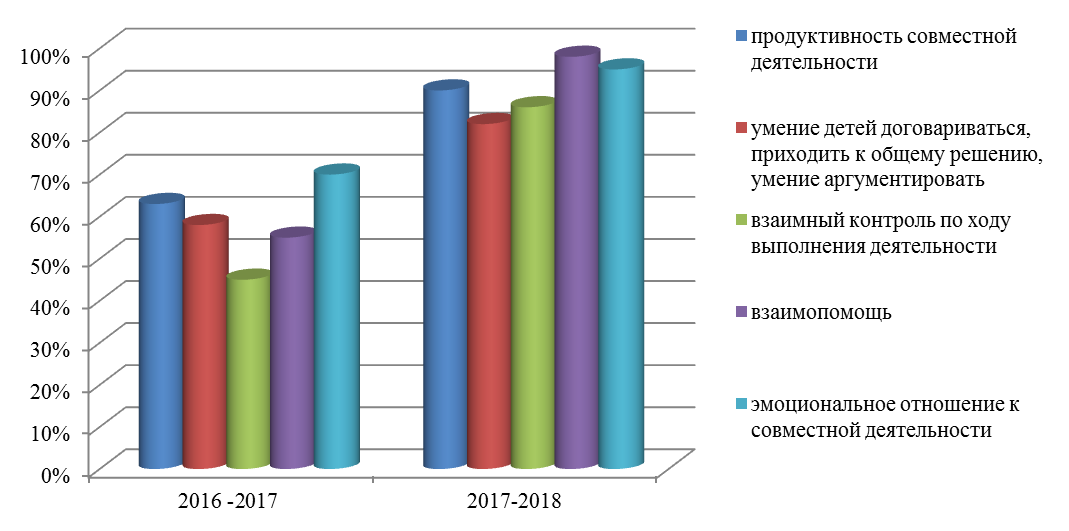 100%
90%
80%
70%
60%
50%
40%
30%
20%
10%
0%
2016 -2017
2017-2018
продуктивность совместной
деятельности
умение детей договариваться,
приходить к общему решению,
умение аргументировать
взаимный контроль по ходу
выполнения деятельности
взаимопомощь
эмоциональное отношение к
совместной деятельности